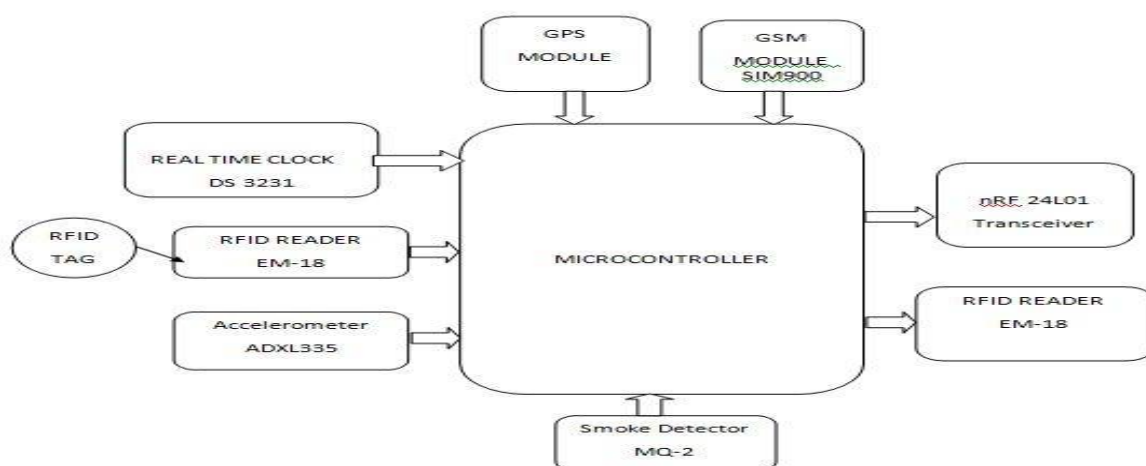 GPS
MODULE
GSM
MODULE
SIM900
REAL TIME CLOCK
DS 3231
RFID
TAG
RFID READER
EM-18
Accelerometer
ADXL335
MICROCONTROLLER
nRF 24L01
Transceiver
RFID READER
EM-18
Smoke Detector
MQ-2